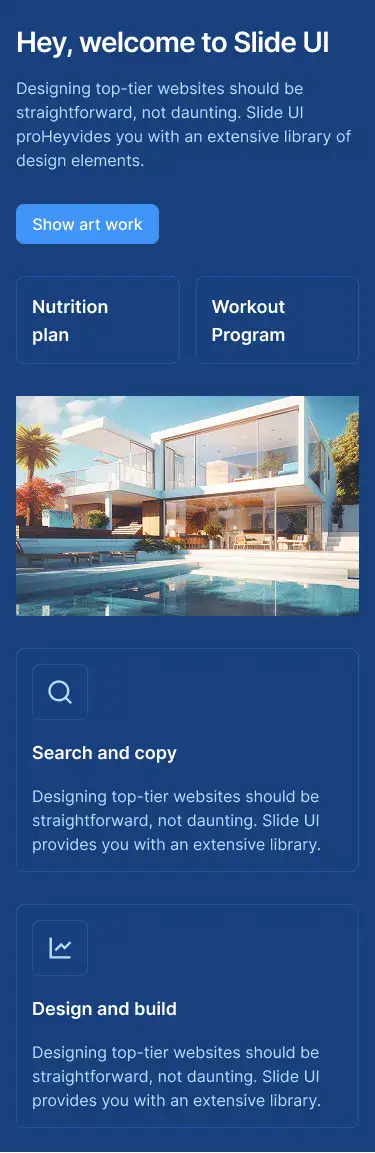 Hey, welcome to Slide UI
Designing top-tier websites should be
straightforward, not daunting. Slide UI
proHeyvides you with an extensive library of
design elements.
Show art work
Nutrition
plan
Workout
Program
Search and copy
Designing top-tier websites should be
straightforward, not daunting. Slide UI
provides you with an extensive library.
Design and build
Designing top-tier websites should be
straightforward, not daunting. Slide UI
provides you with an extensive library.